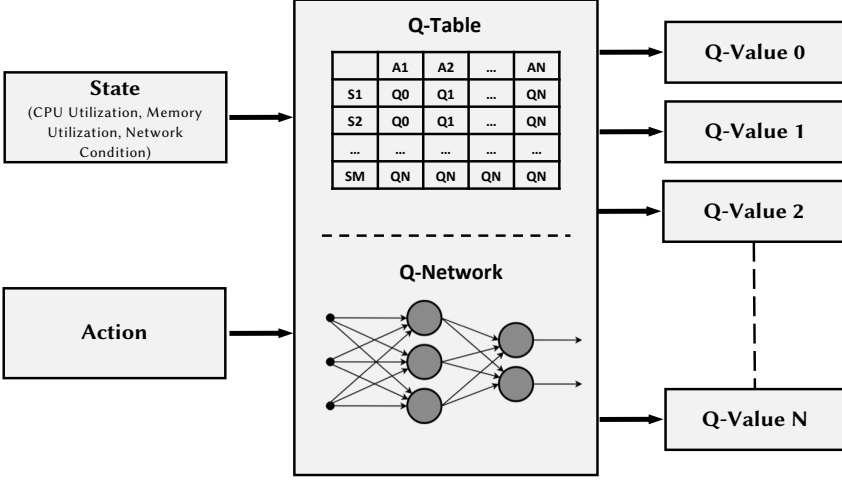 State
(CPU Utilization, Memory
Utilization, Network
Condition)
Action
Q-Table
A1 A2 ... AN
S1 Q0 Q1 ... QN
S2 Q0 Q1 ... QN
... ... ... ... ...
SM QN QN QN QN
Q-Network
Q-Value 0
Q-Value 1
Q-Value 2
Q-Value N